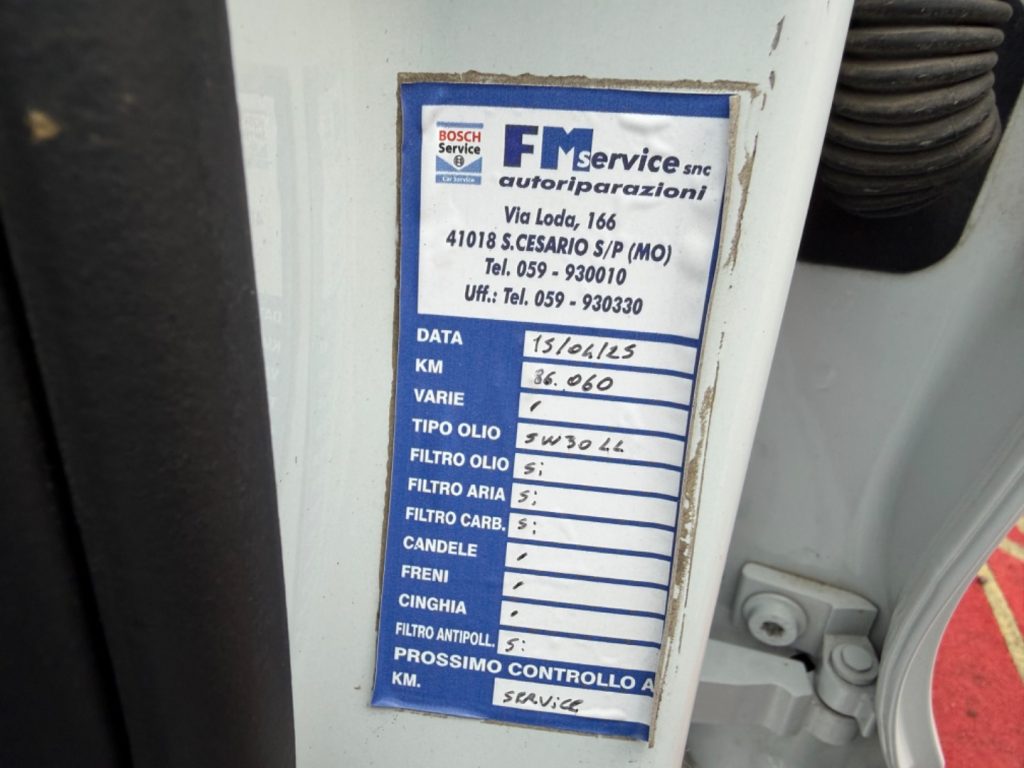 BOSCH
Service
Car Service
FM service snc
autoriparazioni
Via Loda, 166
41018 S.CESARIO S/P (MO)
Tel. 059 - 930010
Uff.: Tel. 059 - 930330
DATA 15/04/25
KM 86.060
VARIE /
TIPO OLIO 5W30 LL
FILTRO OLIO Si
FILTRO ARIA Si
FILTRO CARB. Si
CANDELE /
FRENI /
CINGHIA /
FILTRO ANTIPOLL. Si
PROSSIMO CONTROLLO A
KM. SERVICE